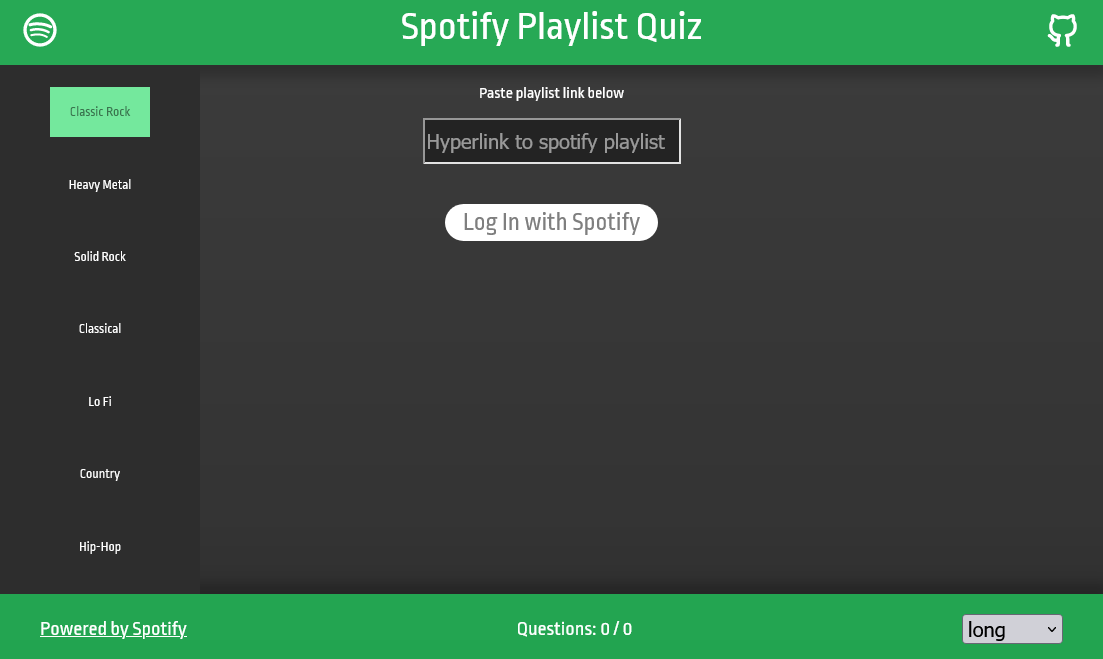 Spotify Playlist Quiz
Classic Rock
Heavy Metal
Solid Rock
Classical
Lo Fi
Country
Hip-Hop
Paste playlist link below
Hyperlink to spotify playlist
Log In with Spotify
Powered by Spotify
Questions: 0 / 0
long